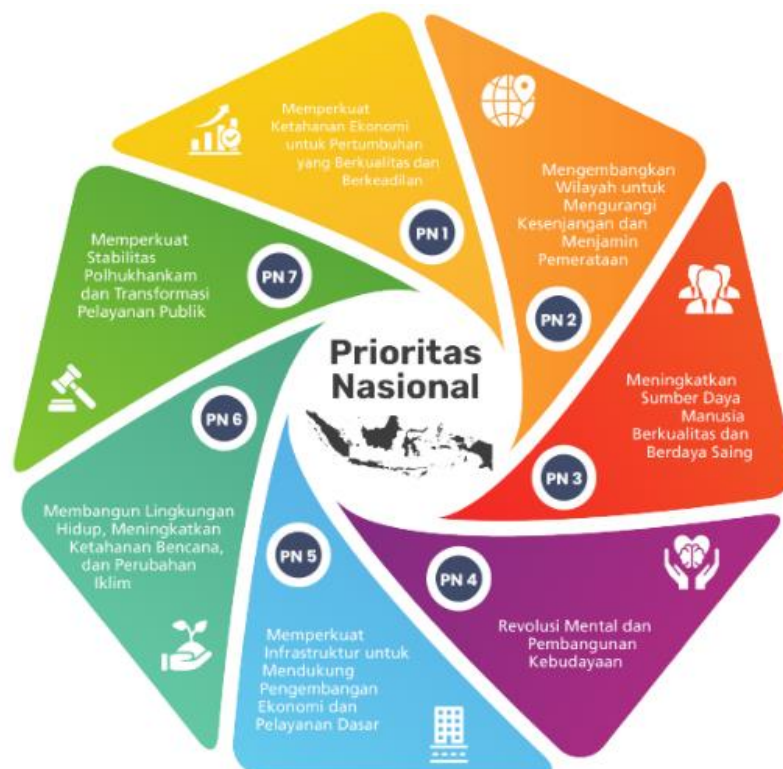 Prioritas
Nasional
Memperkuat
Ketahanan Ekonomi
untuk Pertumbuhan
yang Berkualitas dan
Berkeadilan
PN 1
Mengembangkan
Wilayah untuk
Mengurangi
Kesenjangan dan
Menjamin
Pemerataan
PN 2
Meningkatkan
Sumber Daya
Manusia
Berkualitas dan
Berdaya Saing
PN 3
PN 4
Revolusi Mental dan
Pembangunan
Kebudayaan
PN 5
Memperkuat
Infrastruktur untuk
Mendukung
Pengembangan
Ekonomi dan
Pelayanan Dasar
PN 6
Membangun Lingkungan
Hidup, Meningkatkan
Ketahanan Bencana,
dan Perubahan
Iklim
Memperkuat
Stabilitas
Polhukhankam
dan Transformasi
Pelayanan Publik
PN 7